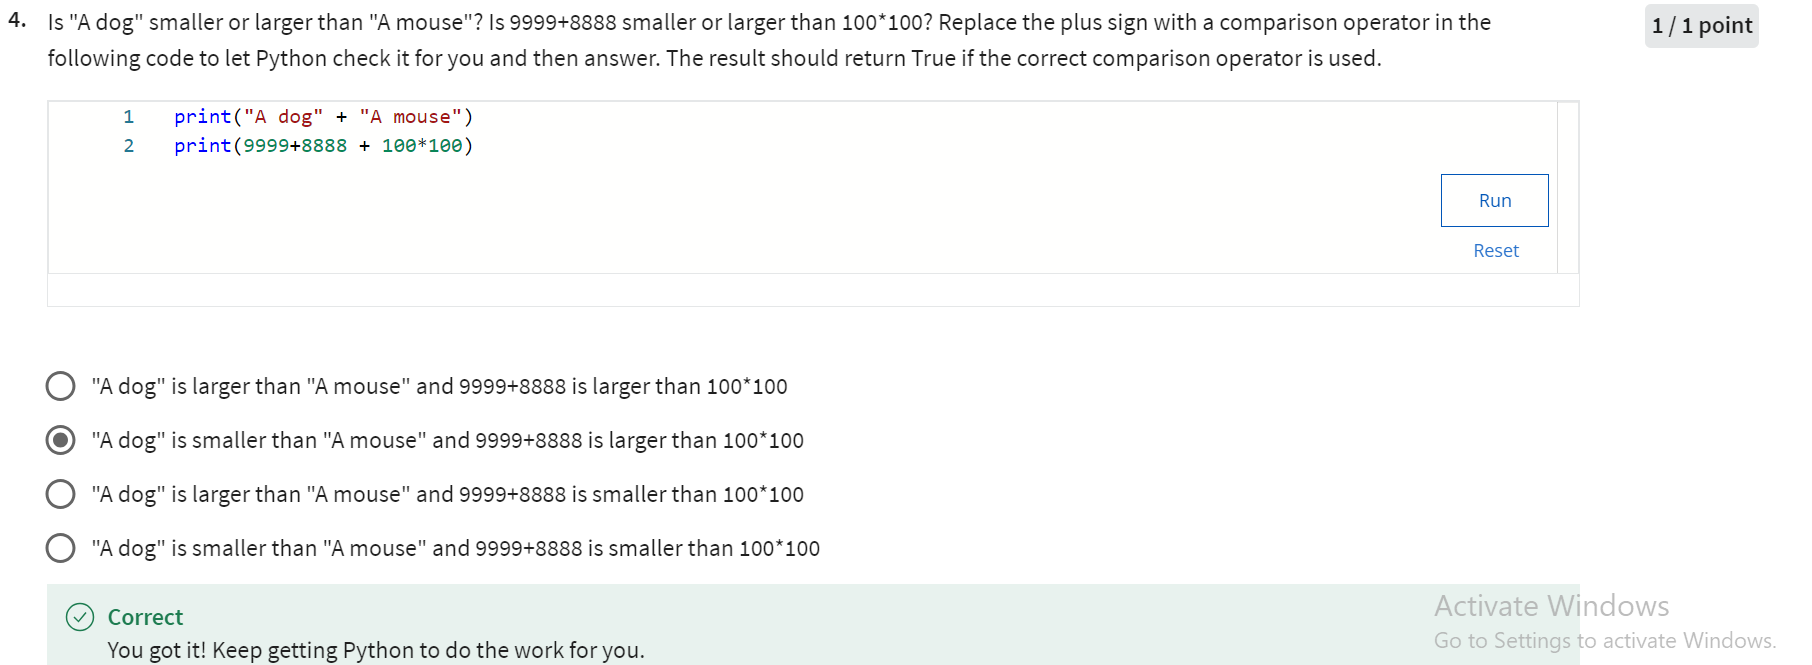 4. Is "A dog" smaller or larger than "A mouse"? Is 9999+8888 smaller or larger than 100*100? Replace the plus sign with a comparison operator in the
1 / 1 point
following code to let Python check it for you and then answer. The result should return True if the correct comparison operator is used.
1 print("A dog" + "A mouse")
2 print(9999+8888 + 100*100)
Run
Reset
"A dog" is larger than "A mouse" and 9999+8888 is larger than 100*100
"A dog" is smaller than "A mouse" and 9999+8888 is larger than 100*100
"A dog" is larger than "A mouse" and 9999+8888 is smaller than 100*100
"A dog" is smaller than "A mouse" and 9999+8888 is smaller than 100*100
Correct
You got it! Keep getting Python to do the work for you.
Activate Windows
Go to Settings to activate Windows.